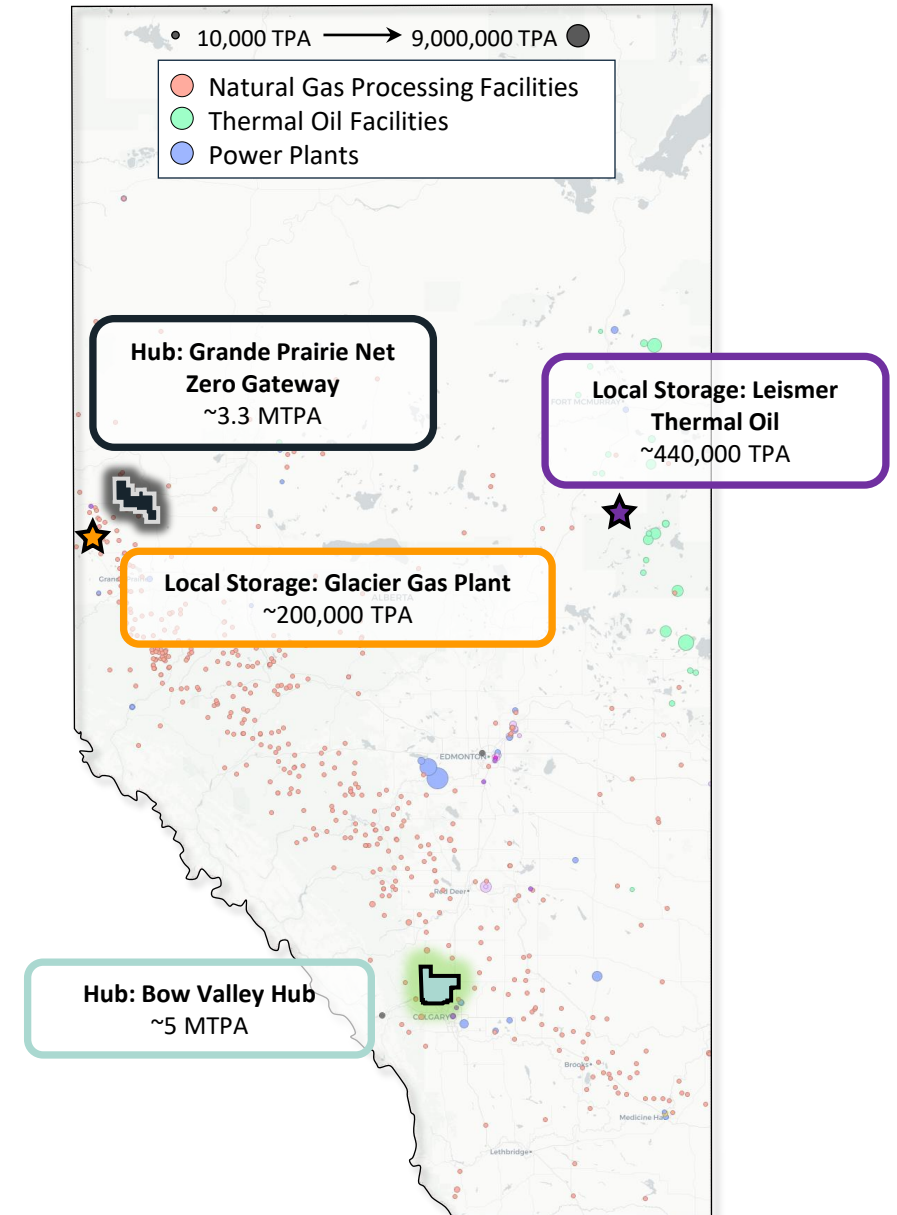 10,000 TPA
9,000,000 TPA
Natural Gas Processing Facilities
Thermal Oil Facilities
Power Plants
Hub: Grande Prairie Net
Zero Gateway
~3.3 MTPA
Local Storage: Leismer
Thermal Oil
~440,000 TPA
FORT MCMURRAY
Local Storage: Glacier Gas Plant
~200,000 TPA
ALBERTA
EDMONTON
Red Deer
Hub: Bow Valley Hub
~5 MTPA
CALGARY
Brooks
Medicine Hat
Lethbridge